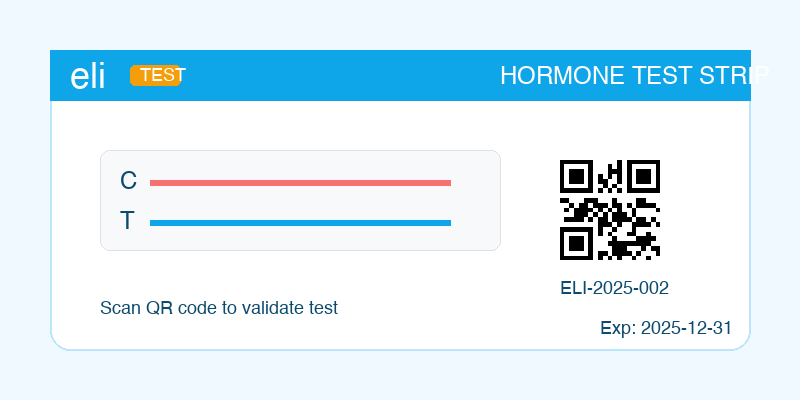 eli TEST HORMONE TEST STRIP
C
T
ELI-2025-002
Scan QR code to validate test
Exp: 2025-12-31